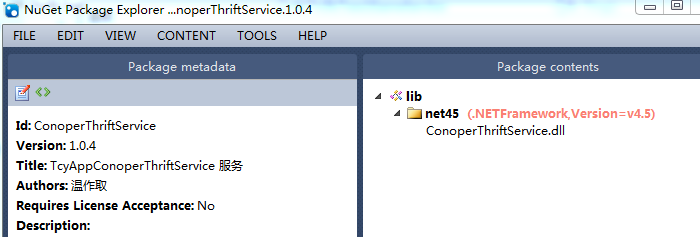 NuGet Package Explorer ...noperThriftService.1.0.4
FILE EDIT VIEW CONTENT TOOLS HELP
Package metadata
Id: ConoperThriftService
Version: 1.0.4
Title: TcyAppConoperThriftService 服务
Authors: 温作取
Requires License Acceptance: No
Description:
Package contents
lib
net45 (.NETFramework,Version=v4.5)
ConoperThriftService.dll